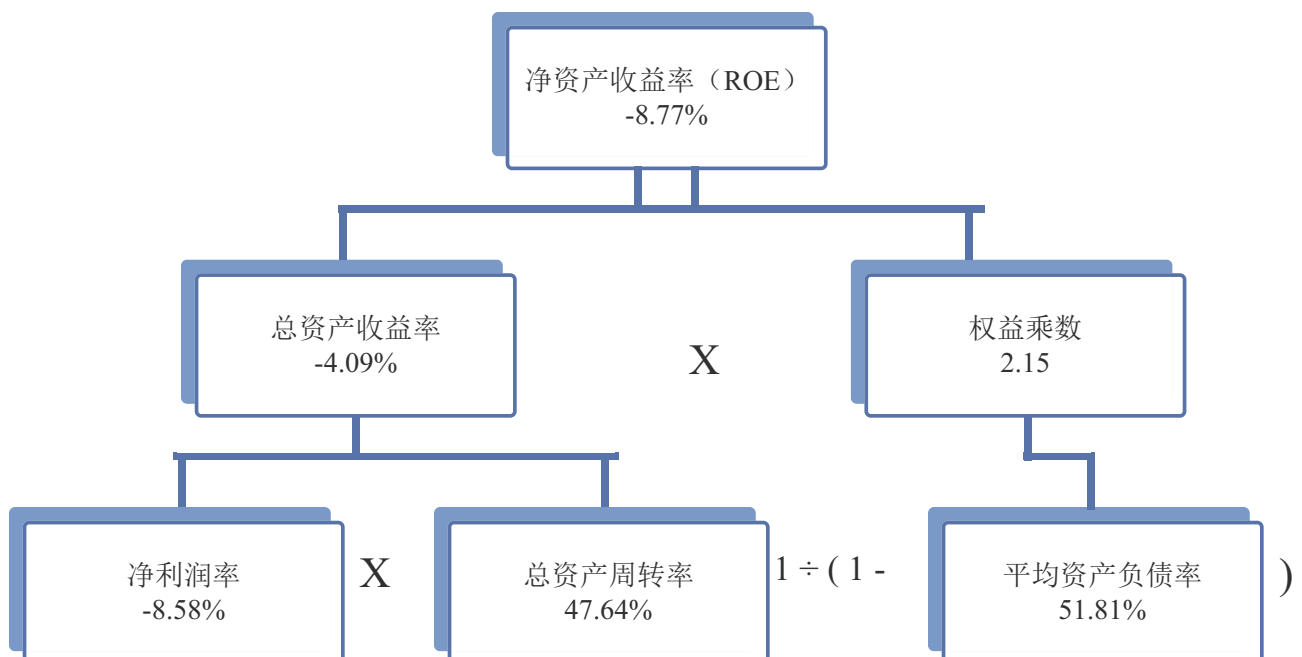 净资产收益率（ROE）
-8.77%
总资产收益率
-4.09%
X
权益乘数
2.15
净利润率
-8.58%
X
总资产周转率
47.64%
1 ÷ ( 1 -
平均资产负债率
51.81%
)